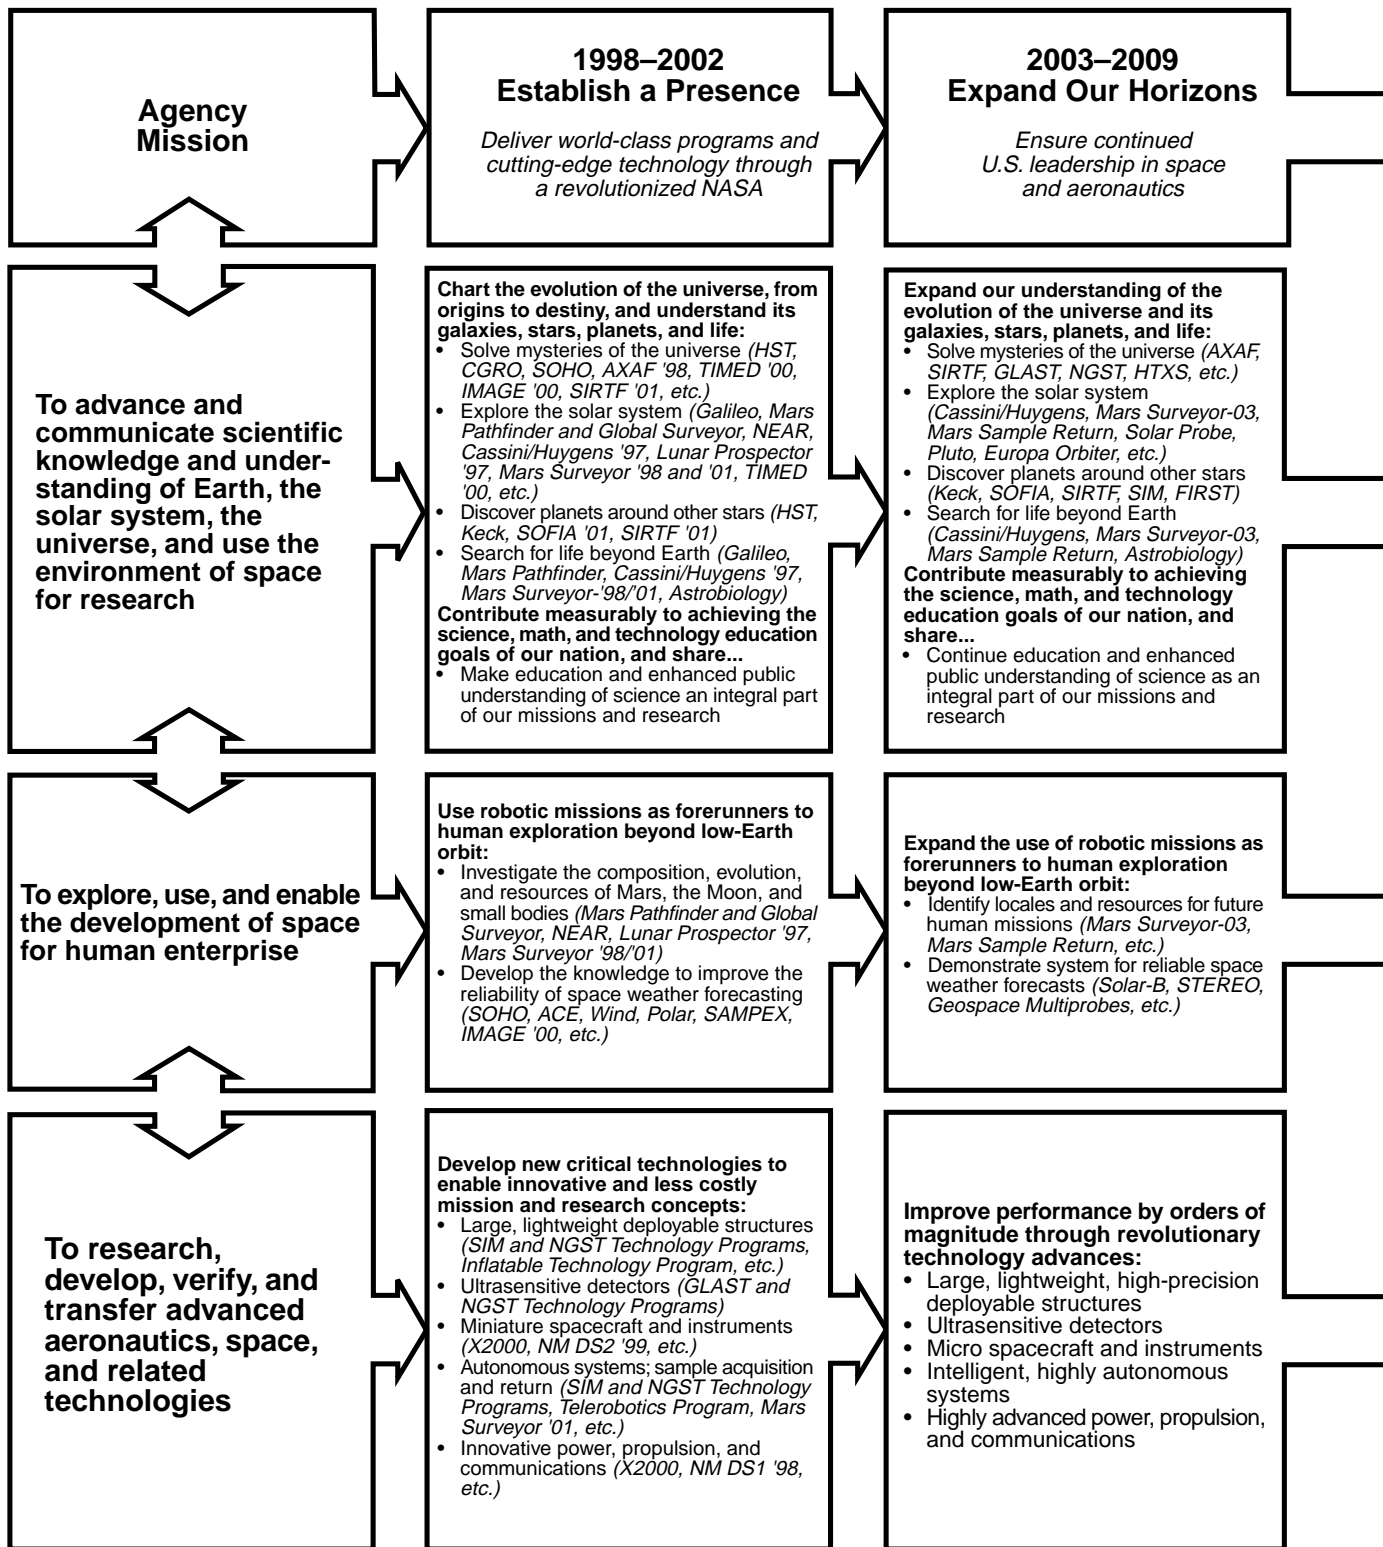 Agency
Mission
1998–2002
Establish a Presence
Deliver world-class programs and
cutting-edge technology through
a revolutionized NASA
2003–2009
Expand Our Horizons
Ensure continued
U.S. leadership in space
and aeronautics
To advance and
communicate scientific
knowledge and under-
standing of Earth, the
solar system, the
universe, and use the
environment of space
for research
Chart the evolution of the universe, from
origins to destiny, and understand its
galaxies, stars, planets, and life:
• Solve mysteries of the universe (HST,
CGRO, SOHO, AXAF '98, TIMED '00,
IMAGE '00, SIRTF '01, etc.)
• Explore the solar system (Galileo, Mars
Pathfinder and Global Surveyor, NEAR,
Cassini/Huygens '97, Lunar Prospector
'97, Mars Surveyor '98 and '01, TIMED
'00, etc.)
• Discover planets around other stars (HST,
Keck, SOFIA '01, SIRTF '01)
• Search for life beyond Earth (Galileo,
Mars Pathfinder, Cassini/Huygens '97,
Mars Surveyor-'98/'01, Astrobiology)
Contribute measurably to achieving the
science, math, and technology education
goals of our nation, and share...
• Make education and enhanced public
understanding of science an integral part
of our missions and research
Expand our understanding of the
evolution of the universe and its
galaxies, stars, planets, and life:
• Solve mysteries of the universe (AXAF,
SIRTF, GLAST, NGST, HTXS, etc.)
• Explore the solar system
(Cassini/Huygens, Mars Surveyor-03,
Mars Sample Return, Solar Probe,
Pluto, Europa Orbiter, etc.)
• Discover planets around other stars
(Keck, SOFIA, SIRTF, SIM, FIRST)
• Search for life beyond Earth
(Cassini/Huygens, Mars Surveyor-03,
Mars Sample Return, Astrobiology)
Contribute measurably to achieving
the science, math, and technology
education goals of our nation, and
share...
• Continue education and enhanced
public understanding of science as an
integral part of our missions and
research
To explore, use, and enable
the development of space
for human enterprise
Use robotic missions as forerunners to
human exploration beyond low-Earth
orbit:
• Investigate the composition, evolution,
and resources of Mars, the Moon, and
small bodies (Mars Pathfinder and Global
Surveyor, NEAR, Lunar Prospector '97,
Mars Surveyor '98/'01)
• Develop the knowledge to improve the
reliability of space weather forecasting
(SOHO, ACE, Wind, Polar, SAMPEX,
IMAGE '00, etc.)
Expand the use of robotic missions as
forerunners to human exploration
beyond low-Earth orbit:
• Identify locales and resources for future
human missions (Mars Surveyor-03,
Mars Sample Return, etc.)
• Demonstrate system for reliable space
weather forecasts (Solar-B, STEREO,
Geospace Multiprobes, etc.)
To research,
develop, verify, and
transfer advanced
aeronautics, space,
and related
technologies
Develop new critical technologies to
enable innovative and less costly
mission and research concepts:
• Large, lightweight deployable structures
(SIM and NGST Technology Programs,
Inflatable Technology Program, etc.)
• Ultrasensitive detectors (GLAST and
NGST Technology Programs)
• Miniature spacecraft and instruments
(X2000, NM DS2 '99, etc.)
• Autonomous systems; sample acquisition
and return (SIM and NGST Technology
Programs, Telerobotics Program, Mars
Surveyor '01, etc.)
• Innovative power, propulsion, and
communications (X2000, NM DS1 '98,
etc.)
Improve performance by orders of
magnitude through revolutionary
technology advances:
• Large, lightweight, high-precision
deployable structures
• Ultrasensitive detectors
• Micro spacecraft and instruments
• Intelligent, highly autonomous
systems
• Highly advanced power, propulsion,
and communications